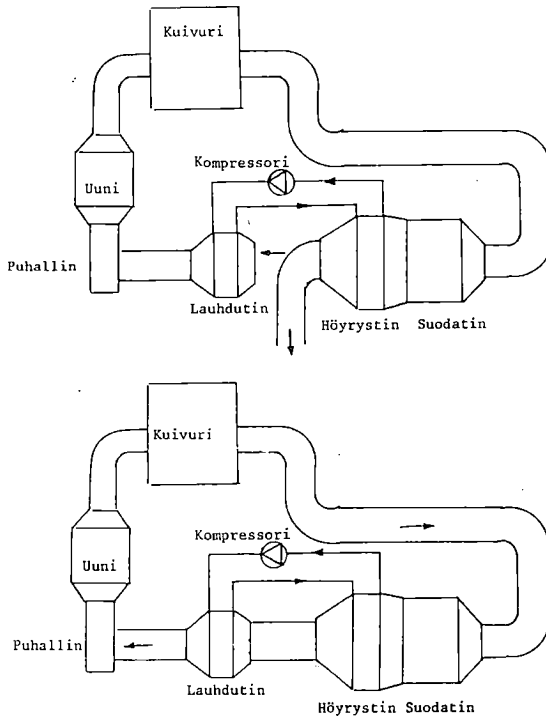 Kuivuri
Kompressori
Uuni
Puhallin
Lauhdutin
Höyrystin Suodatin
Kuivuri
Kompressori
Uuni
Puhallin
Lauhdutin
Höyrystin Suodatin